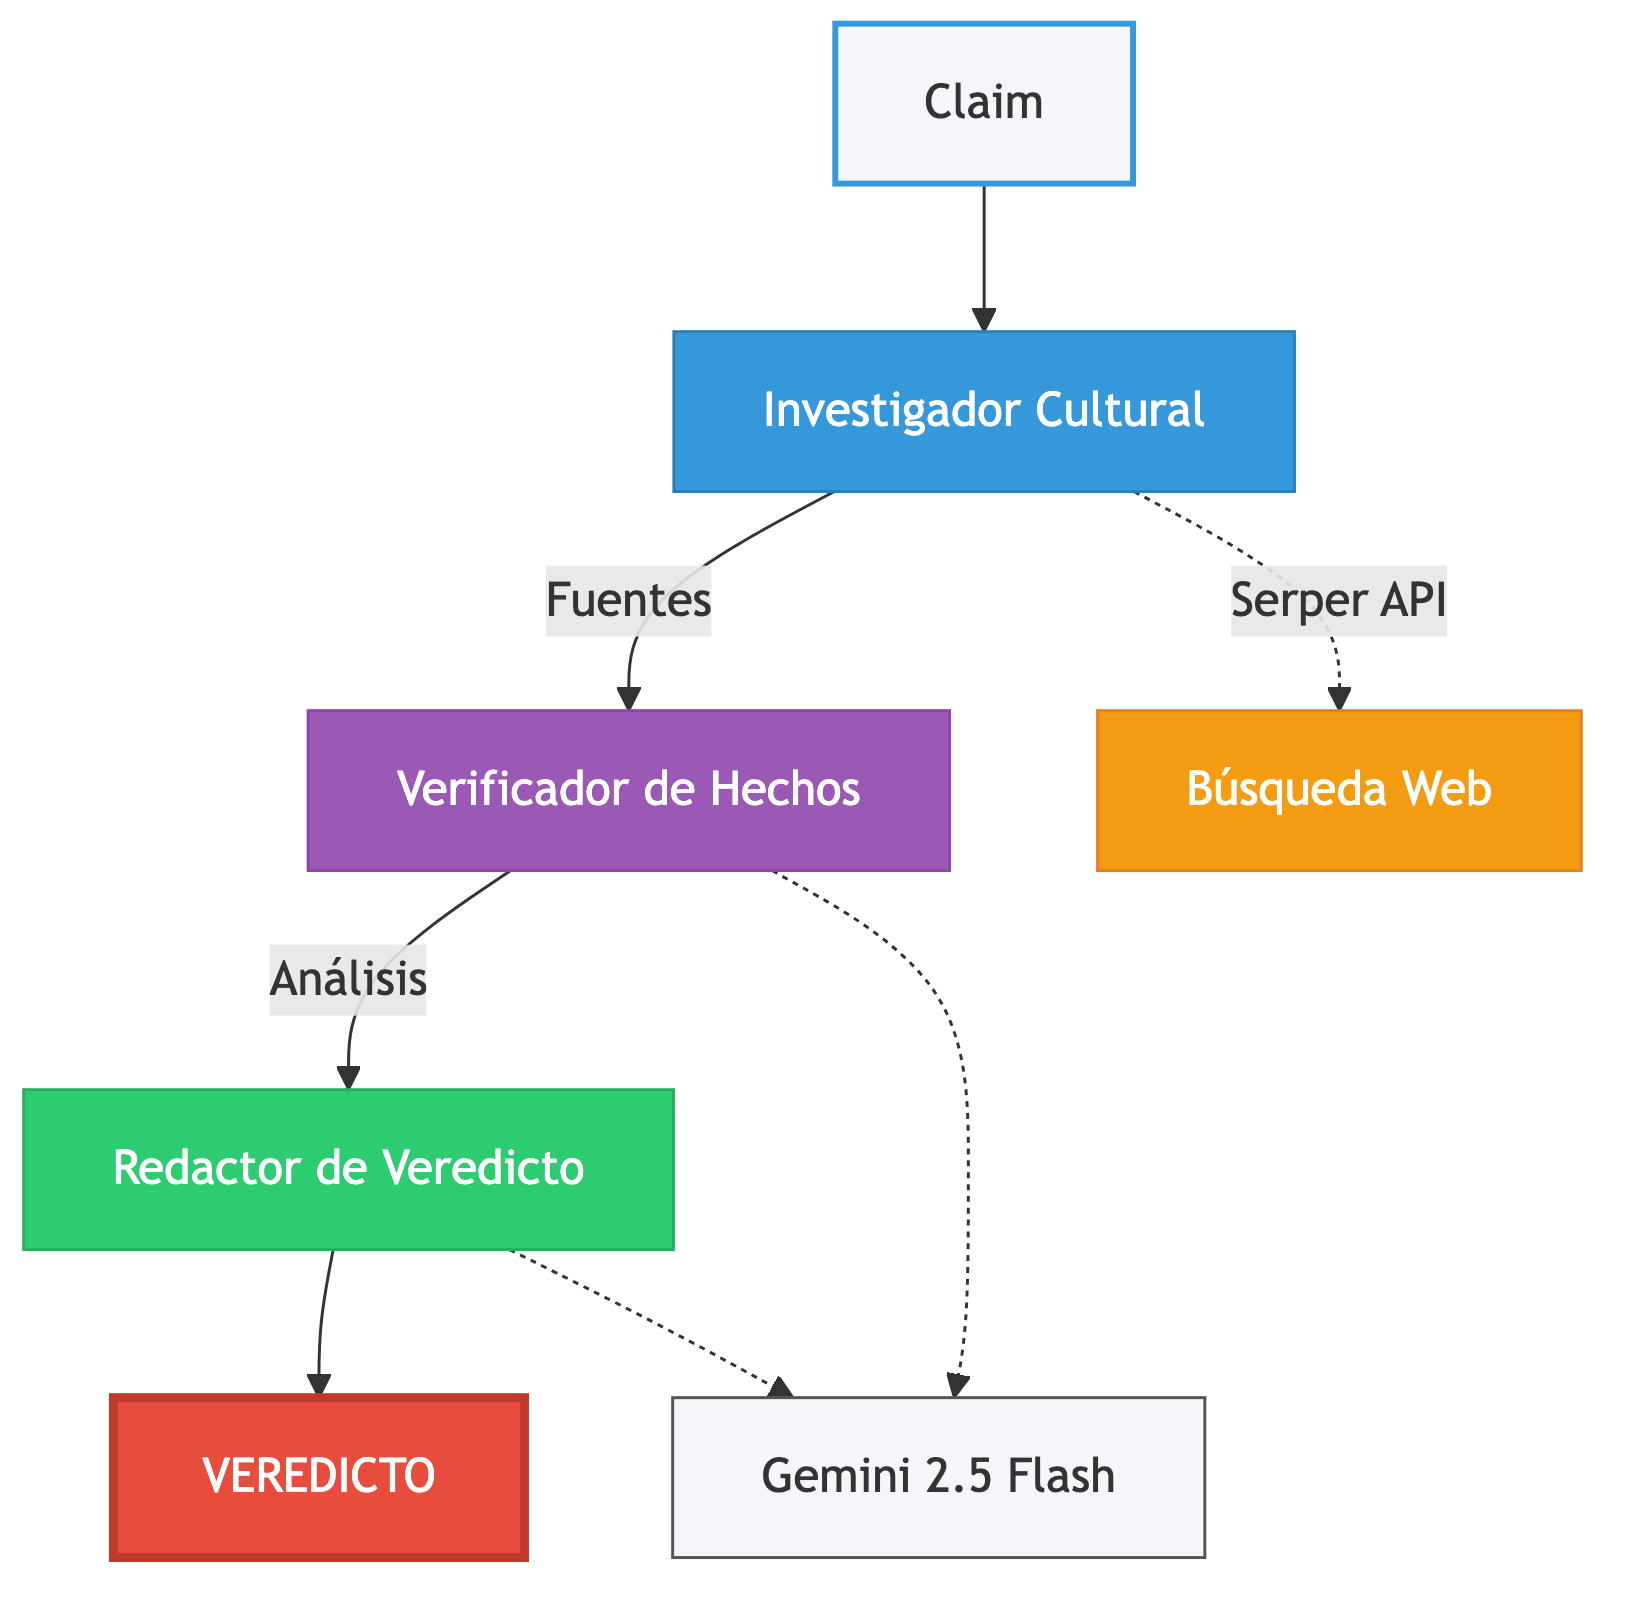 Claim
Investigador Cultural
Fuentes
Serper API
Verificador de Hechos
Búsqueda Web
Análisis
Redactor de Veredicto
VEREDICTO
Gemini 2.5 Flash